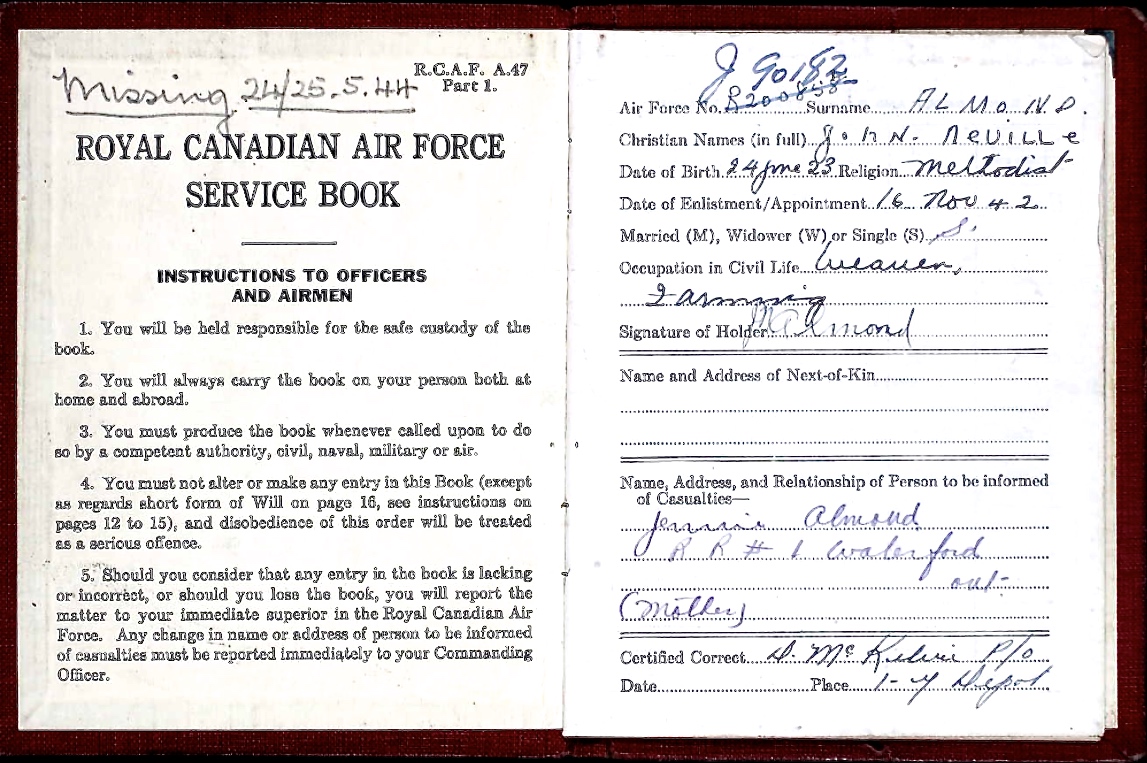 Missing 24/25.5.44
R.C.A.F. A.47
Part 1.
ROYAL CANADIAN AIR FORCE
SERVICE BOOK
INSTRUCTIONS TO OFFICERS
AND AIRMEN
1. You will be held responsible for the safe custody of the
book.
2. You will always carry the book on your person both at
home and abroad.
3. You must produce the book whenever called upon to do
so by a competent authority, civil, naval, military or air.
4. You must not alter or make any entry in this Book (except
as regards short form of Will on page 16, see instructions on
pages 12 to 15), and disobedience of this order will be treated
as a serious offence.
5. Should you consider that any entry in the book is lacking
or incorrect, or should you lose the book, you will report the
matter to your immediate superior in the Royal Canadian Air
Force. Any change in name or address of person to be informed
of casualties must be reported immediately to your Commanding
Officer.
J 90182
Air Force No. Surname ALMOND.
Christian Names (in full) JOHN. NEVILLE
Date of Birth 24 June 23 Religion Methodist
Date of Enlistment/Appointment 16 Nov 42
Married (M), Widower (W) or Single (S) S.
Occupation in Civil Life Weaver,
Farming
Signature of Holder Almond
Name and Address of Next-of-Kin
Name, Address, and Relationship of Person to be informed
of Casualties—
Jennie Almond
R R # 1 Waterford
ont.
(Mother)
Certified Correct D. Mc P/O
Date Place 1-Y Depot